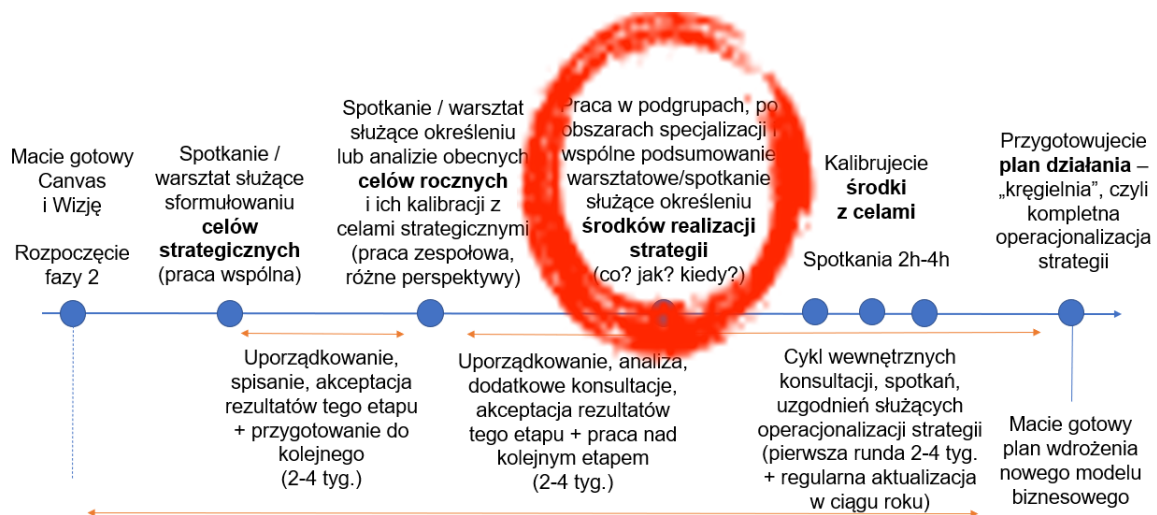 Macie gotowy
Canvas
i Wizję
Rozpoczęcie
fazy 2
Spotkanie /
warsztat służące
sformułowaniu
celów
strategicznych
(praca wspólna)
Spotkanie / warsztat
służące określeniu
lub analizie obecnych
celów rocznych
i ich kalibracji z
celami strategicznymi
(praca zespołowa,
różne perspektywy)
Praca w podgrupach, po
obszarach specjalizacji i
wspólne podsumowanie
warsztatowe/spotkanie
służące określeniu
środków realizacji
strategii
(co? jak? kiedy?)
Kalibrujecie
środki
z celami
Spotkania 2h-4h
Przygotowujecie
plan działania –
„kręgielnia”, czyli
kompletna
operacjonalizacja
strategii
Uporządkowanie,
spisanie, akceptacja
rezultatów tego etapu
+ przygotowanie do
kolejnego
(2-4 tyg.)
Uporządkowanie, analiza,
dodatkowe konsultacje,
akceptacja rezultatów
tego etapu + praca nad
kolejnym etapem
(2-4 tyg.)
Cykl wewnętrznych
konsultacji, spotkań,
uzgodnień służących
operacjonalizacji strategii
(pierwsza runda 2-4 tyg.
+ regularna aktualizacja
w ciągu roku)
Macie gotowy
plan wdrożenia
nowego modelu
biznesowego